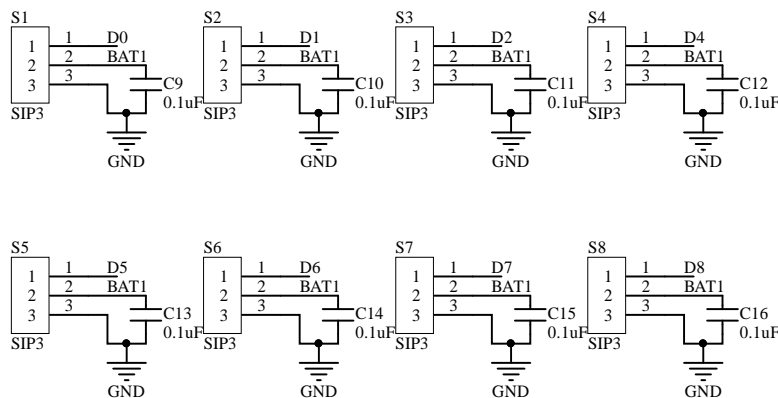 S1
1 1 D0
2 2 BAT1
3 3
C9
0.1uF
SIP3
GND
S2
1 1 D1
2 2 BAT1
3 3
C10
0.1uF
SIP3
GND
S3
1 1 D2
2 2 BAT1
3 3
C11
0.1uF
SIP3
GND
S4
1 1 D4
2 2 BAT1
3 3
C12
0.1uF
SIP3
GND
S5
1 1 D5
2 2 BAT1
3 3
C13
0.1uF
SIP3
GND
S6
1 1 D6
2 2 BAT1
3 3
C14
0.1uF
SIP3
GND
S7
1 1 D7
2 2 BAT1
3 3
C15
0.1uF
SIP3
GND
S8
1 1 D8
2 2 BAT1
3 3
C16
0.1uF
SIP3
GND